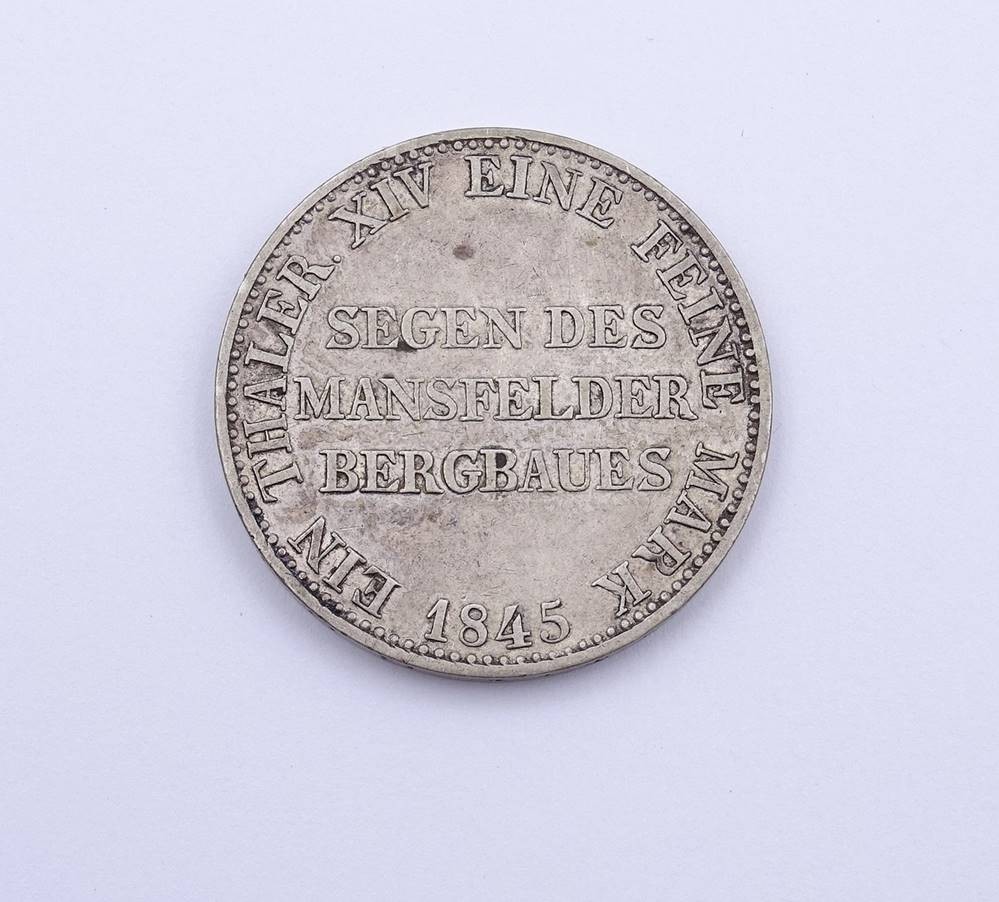 EIN THALER. XIV EINE FEINE MARK
SEGEN DES
MANSFELDER
BERGBAUES
1845